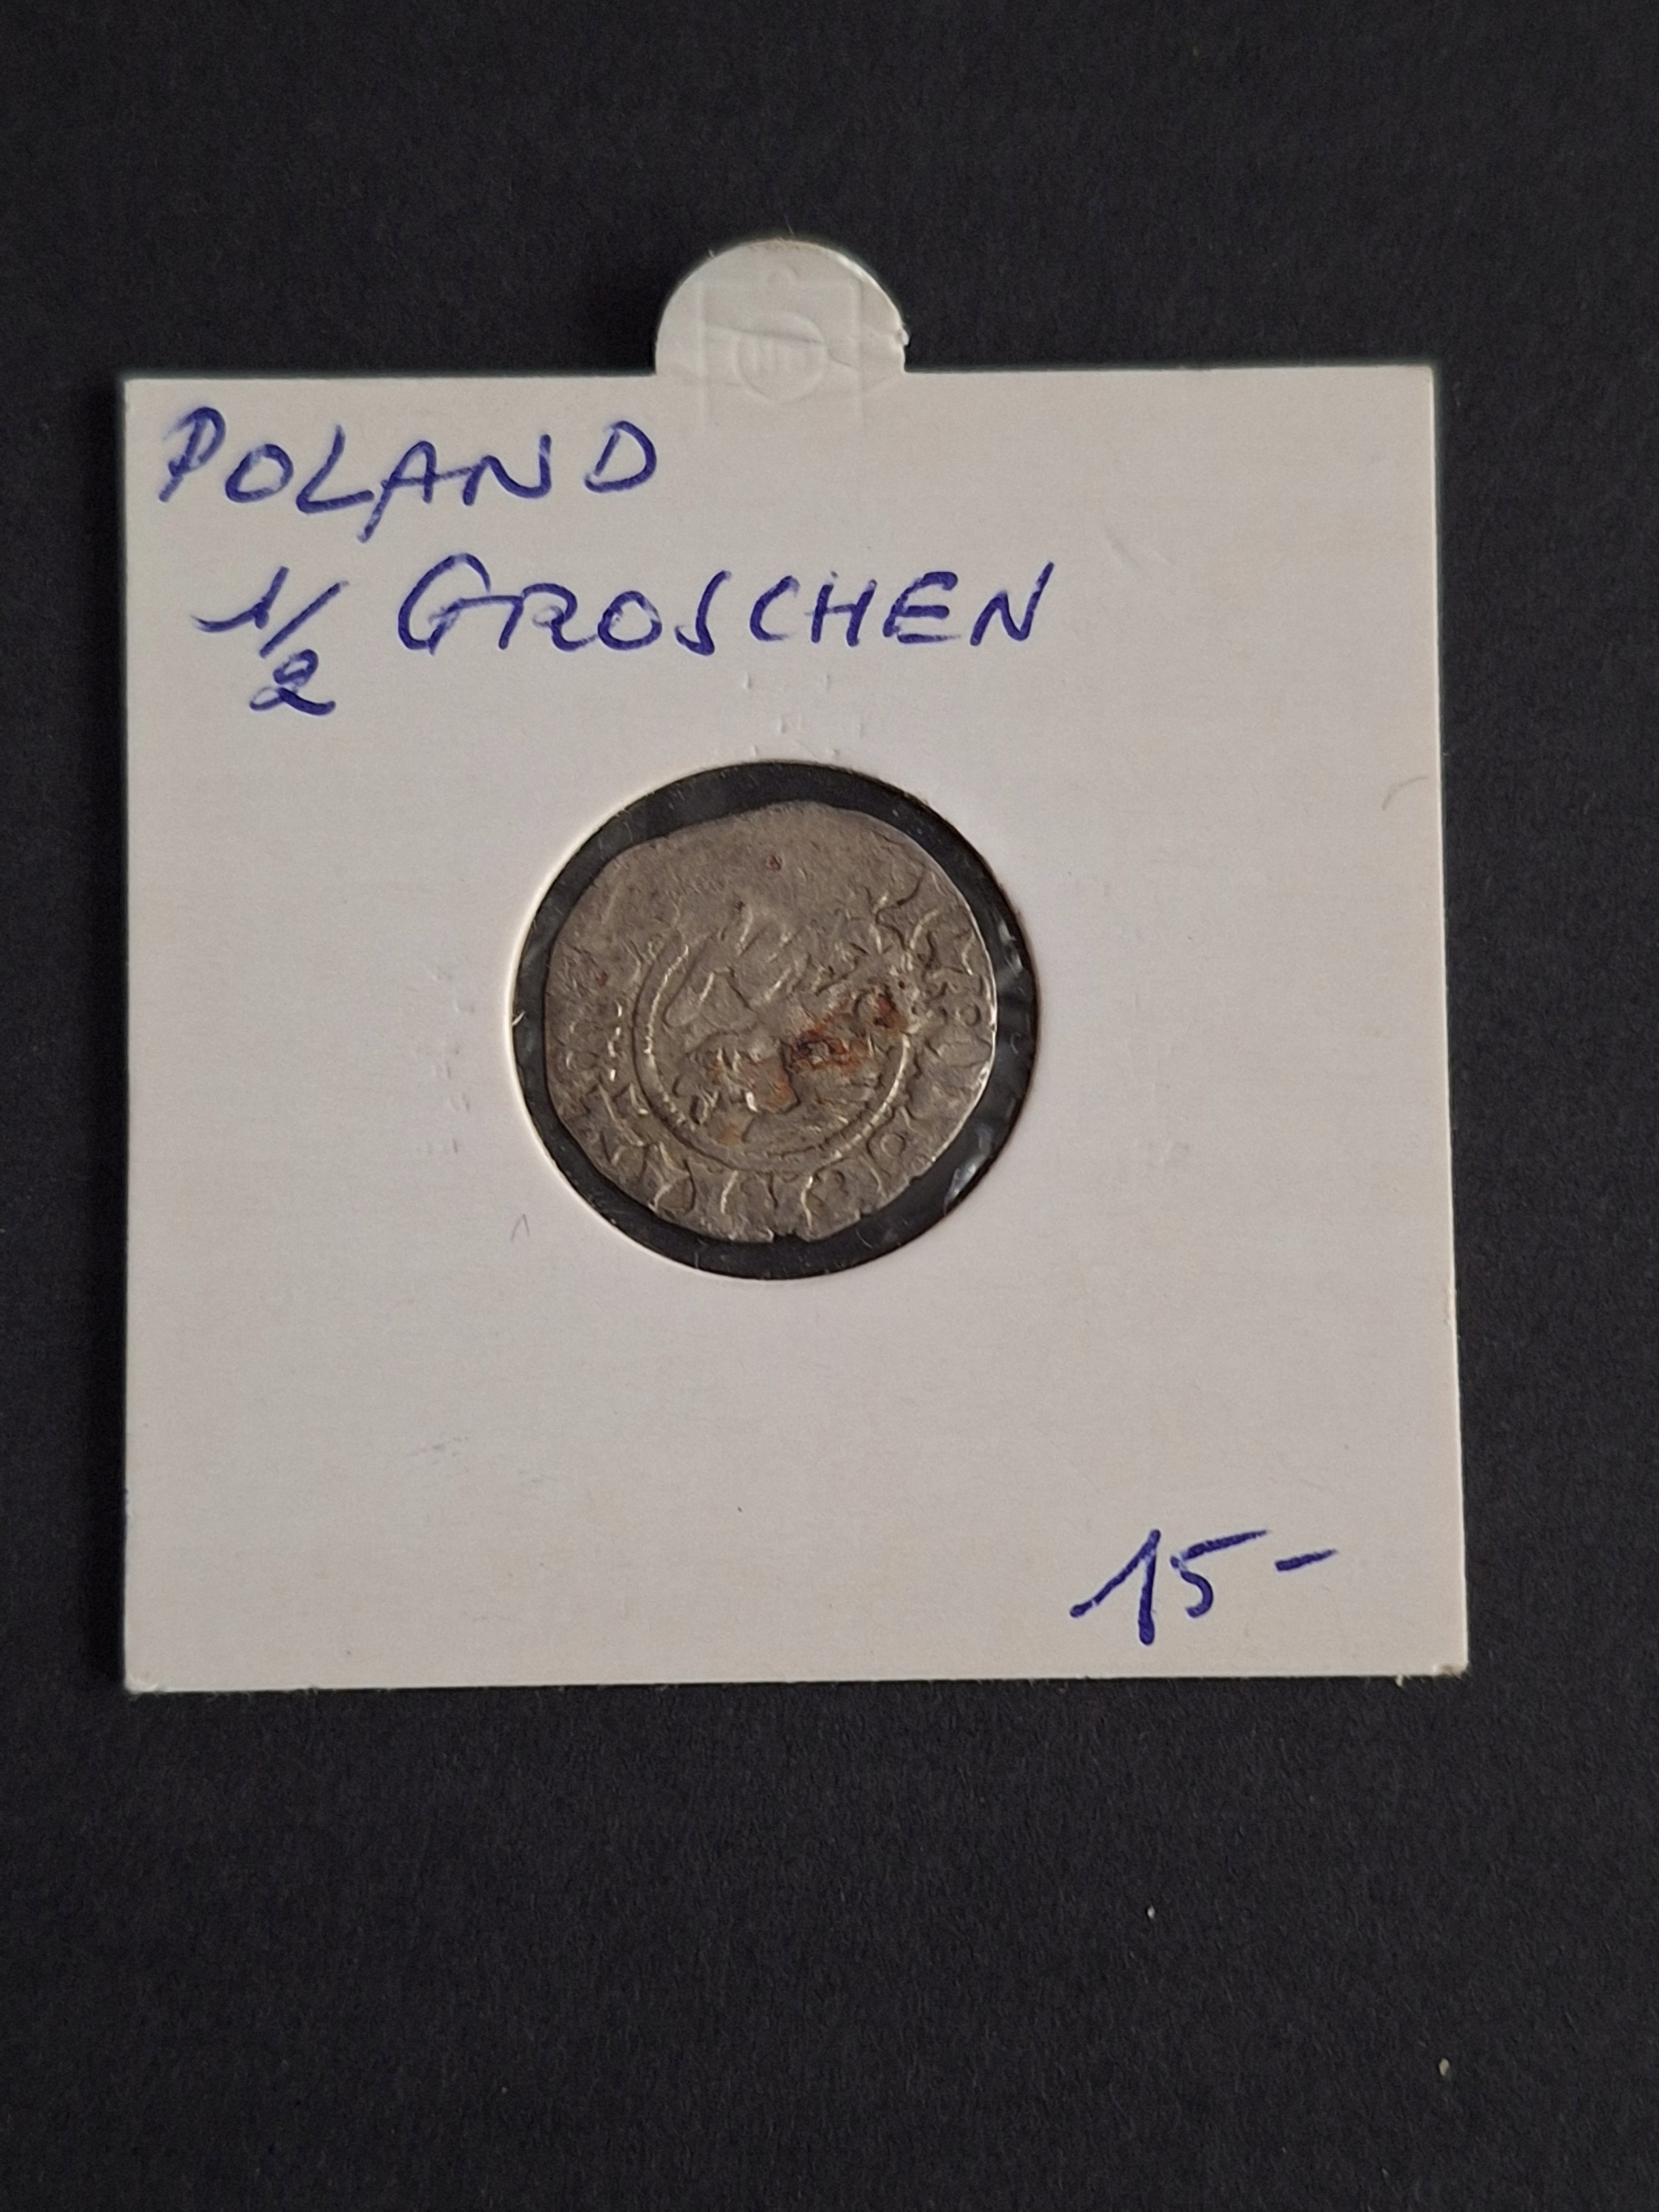 POLAND
1/2 GROSCHEN
15-